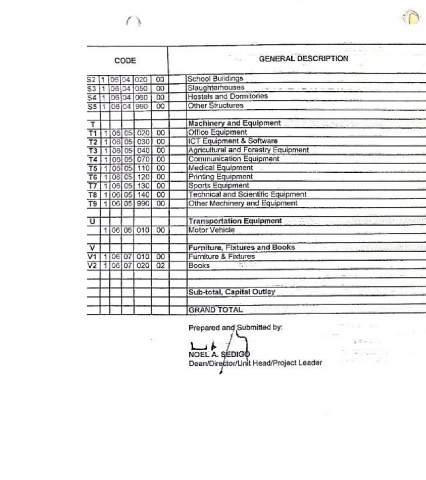 CODE GENERAL DESCRIPTION
S2 1 06 04 020 00 School Buildings
S3 1 06 04 050 00 Slaughterhouses
S4 1 06 04 060 00 Hostels and Dormitories
S5 1 06 04 990 00 Other Structures
T Machinery and Equipment
T1 1 06 05 020 00 Office Equipment
T2 1 06 05 030 00 ICT Equipment & Software
T3 1 06 05 040 00 Agricultural and Forestry Equipment
T4 1 06 05 070 00 Communication Equipment
T5 1 06 05 110 00 Medical Equipment
T6 1 06 05 120 00 Printing Equipment
T7 1 06 05 130 00 Sports Equipment
T8 1 06 05 140 00 Technical and Scientific Equipment
T9 1 06 05 990 00 Other Machinery and Equipment
U Transportation Equipment
1 06 06 010 00 Motor Vehicle
V Furniture, Fixtures and Books
V1 1 06 07 010 00 Furniture & Fixtures
V2 1 06 07 020 02 Books
Sub-total, Capital Outlay
GRAND TOTAL
Prepared and Submitted by:
NOEL A. SEDIGO
Dean/Director/Unit Head/Project Leader